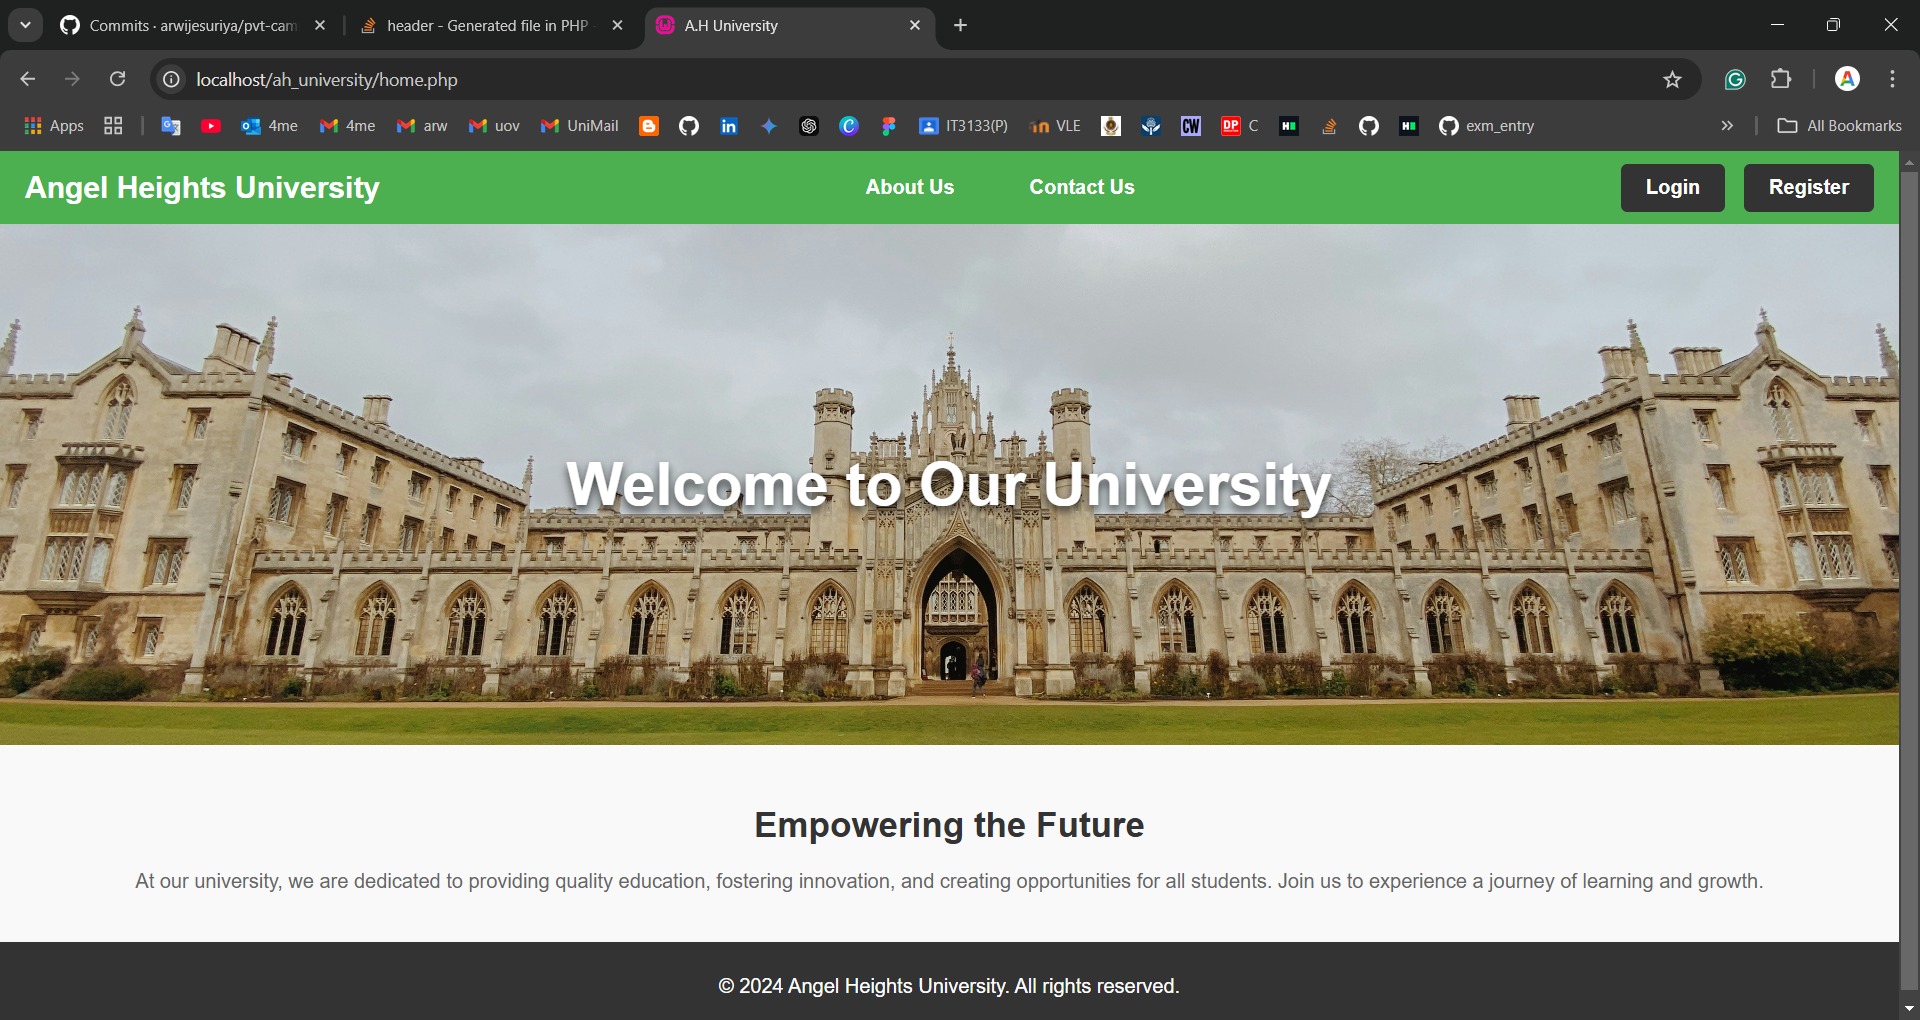 Commits · arwijesuriya/pvt-cam
header - Generated file in PHP
A.H University
localhost/ah_university/home.php
Apps
4me
4me
arw
uov
UniMail
in
IT3133(P)
VLE
CW
DP C
exm_entry
All Bookmarks
Angel Heights University
About Us
Contact Us
Login
Register
Welcome to Our University
Empowering the Future
At our university, we are dedicated to providing quality education, fostering innovation, and creating opportunities for all students. Join us to experience a journey of learning and growth.
© 2024 Angel Heights University. All rights reserved.